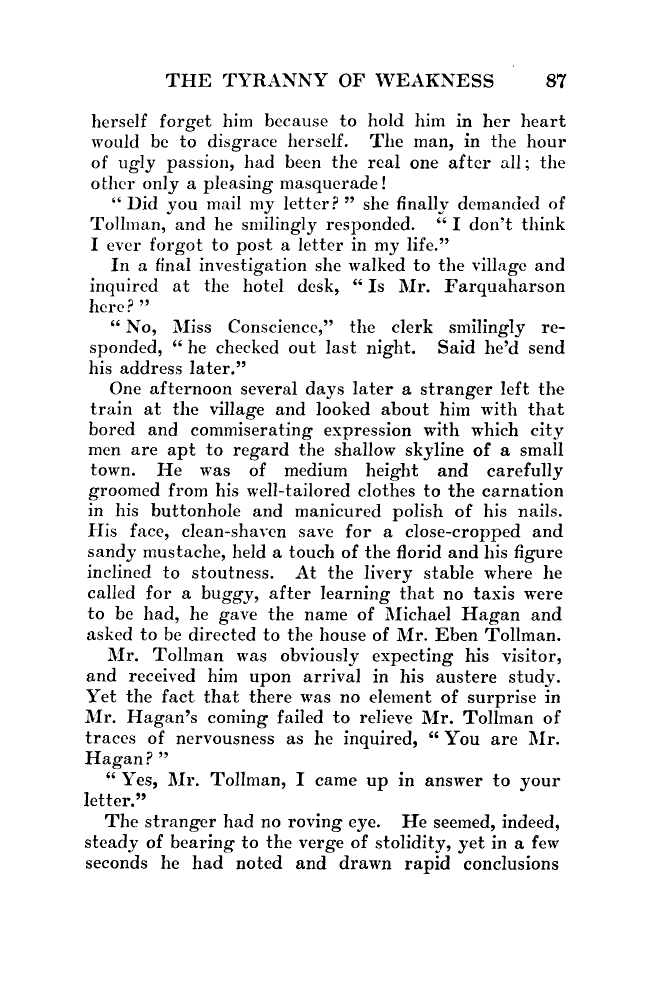 THE TYRANNY OF WEAKNESS 87
herself forget him because to hold him in her heart
would be to disgrace herself. The man, in the hour
of ugly passion, had been the real one after all; the
other only a pleasing masquerade!
“ Did you mail my letter? ” she finally demanded of
Tollman, and he smilingly responded. “ I don't think
I ever forgot to post a letter in my life.”
In a final investigation she walked to the village and
inquired at the hotel desk, “ Is Mr. Farquaharson
here? ”
“ No, Miss Conscience,” the clerk smilingly re-
sponded, “ he checked out last night. Said he'd send
his address later.”
One afternoon several days later a stranger left the
train at the village and looked about him with that
bored and commiserating expression with which city
men are apt to regard the shallow skyline of a small
town. He was of medium height and carefully
groomed from his well-tailored clothes to the carnation
in his buttonhole and manicured polish of his nails.
His face, clean-shaven save for a close-cropped and
sandy mustache, held a touch of the florid and his figure
inclined to stoutness. At the livery stable where he
called for a buggy, after learning that no taxis were
to be had, he gave the name of Michael Hagan and
asked to be directed to the house of Mr. Eben Tollman.
Mr. Tollman was obviously expecting his visitor,
and received him upon arrival in his austere study.
Yet the fact that there was no element of surprise in
Mr. Hagan's coming failed to relieve Mr. Tollman of
traces of nervousness as he inquired, “ You are Mr.
Hagan? ”
“ Yes, Mr. Tollman, I came up in answer to your
letter.”
The stranger had no roving eye. He seemed, indeed,
steady of bearing to the verge of stolidity, yet in a few
seconds he had noted and drawn rapid conclusions